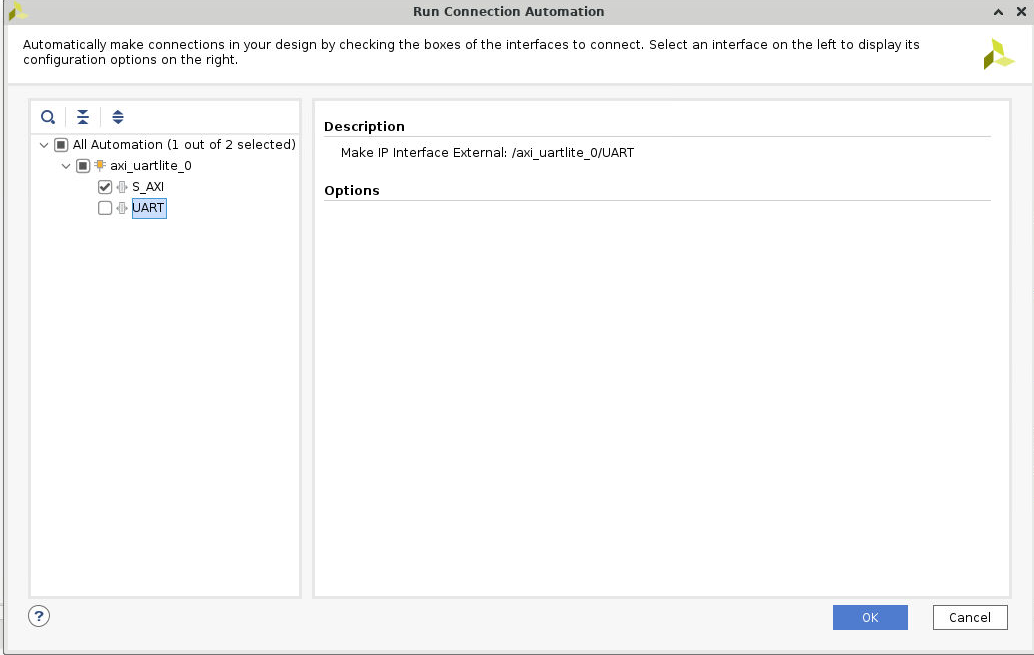 Run Connection Automation
Automatically make connections in your design by checking the boxes of the interfaces to connect. Select an interface on the left to display its
configuration options on the right.
All Automation (1 out of 2 selected)
axi_uartlite_0
S_AXI
UART
Description
Make IP Interface External: /axi_uartlite_0/UART
Options
?
OK
Cancel